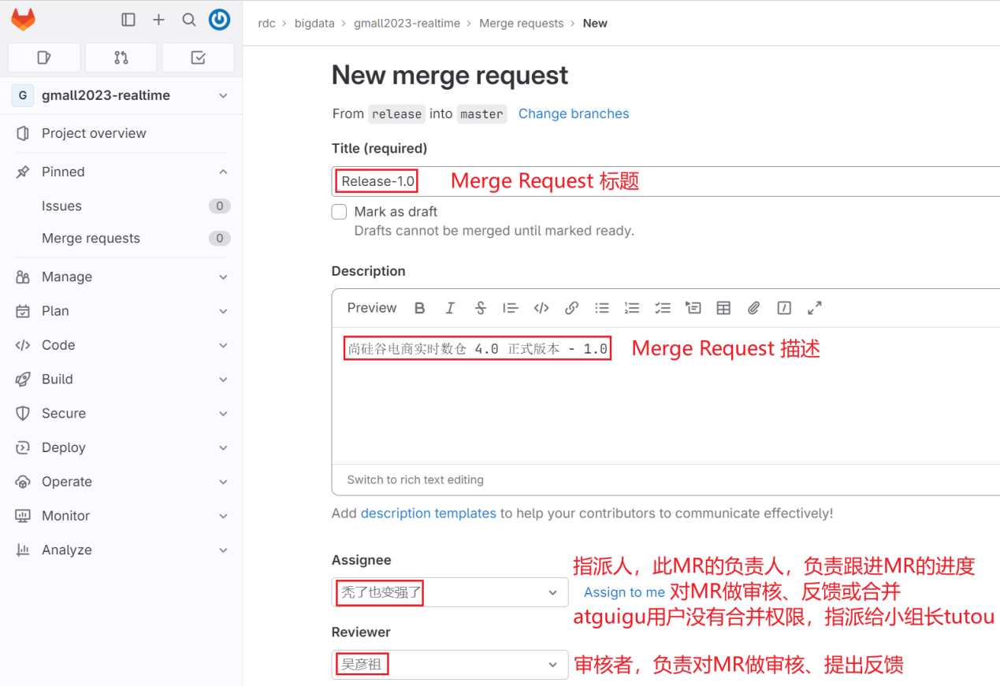 rdc > bigdata > gmall2023-realtime > Merge requests > New
G gmall2023-realtime
Project overview
Pinned
Issues 0
Merge requests 0
Manage
Plan
Code
Build
Secure
Deploy
Operate
Monitor
Analyze
New merge request
From release into master Change branches
Title (required)
Release-1.0 Merge Request 标题
Mark as draft
Drafts cannot be merged until marked ready.
Description
Preview
尚硅谷电商实时数仓 4.0 正式版本 - 1.0 Merge Request 描述
Switch to rich text editing
Add description templates to help your contributors to communicate effectively!
Assignee
指派人，此MR的负责人，负责跟进MR的进度
秃了也变强了 Assign to me 对MR做审核、反馈或合并
atguigu用户没有合并权限，指派给小组长tutou
Reviewer
吴彦祖 审核者，负责对MR做审核、提出反馈